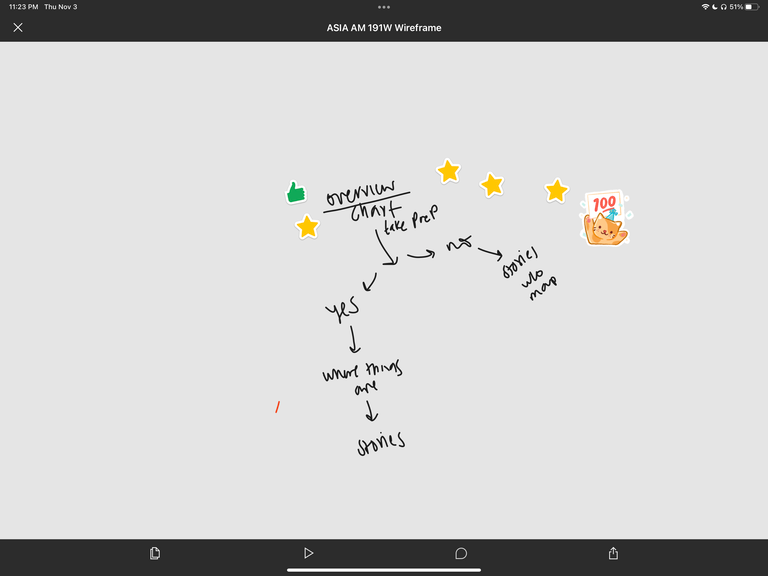 11:23 PM Thu Nov 3
51%
ASIA AM 191W Wireframe
overview
chart
take PreP
100
no
stories
w/o
map
yes
where things
are
stories